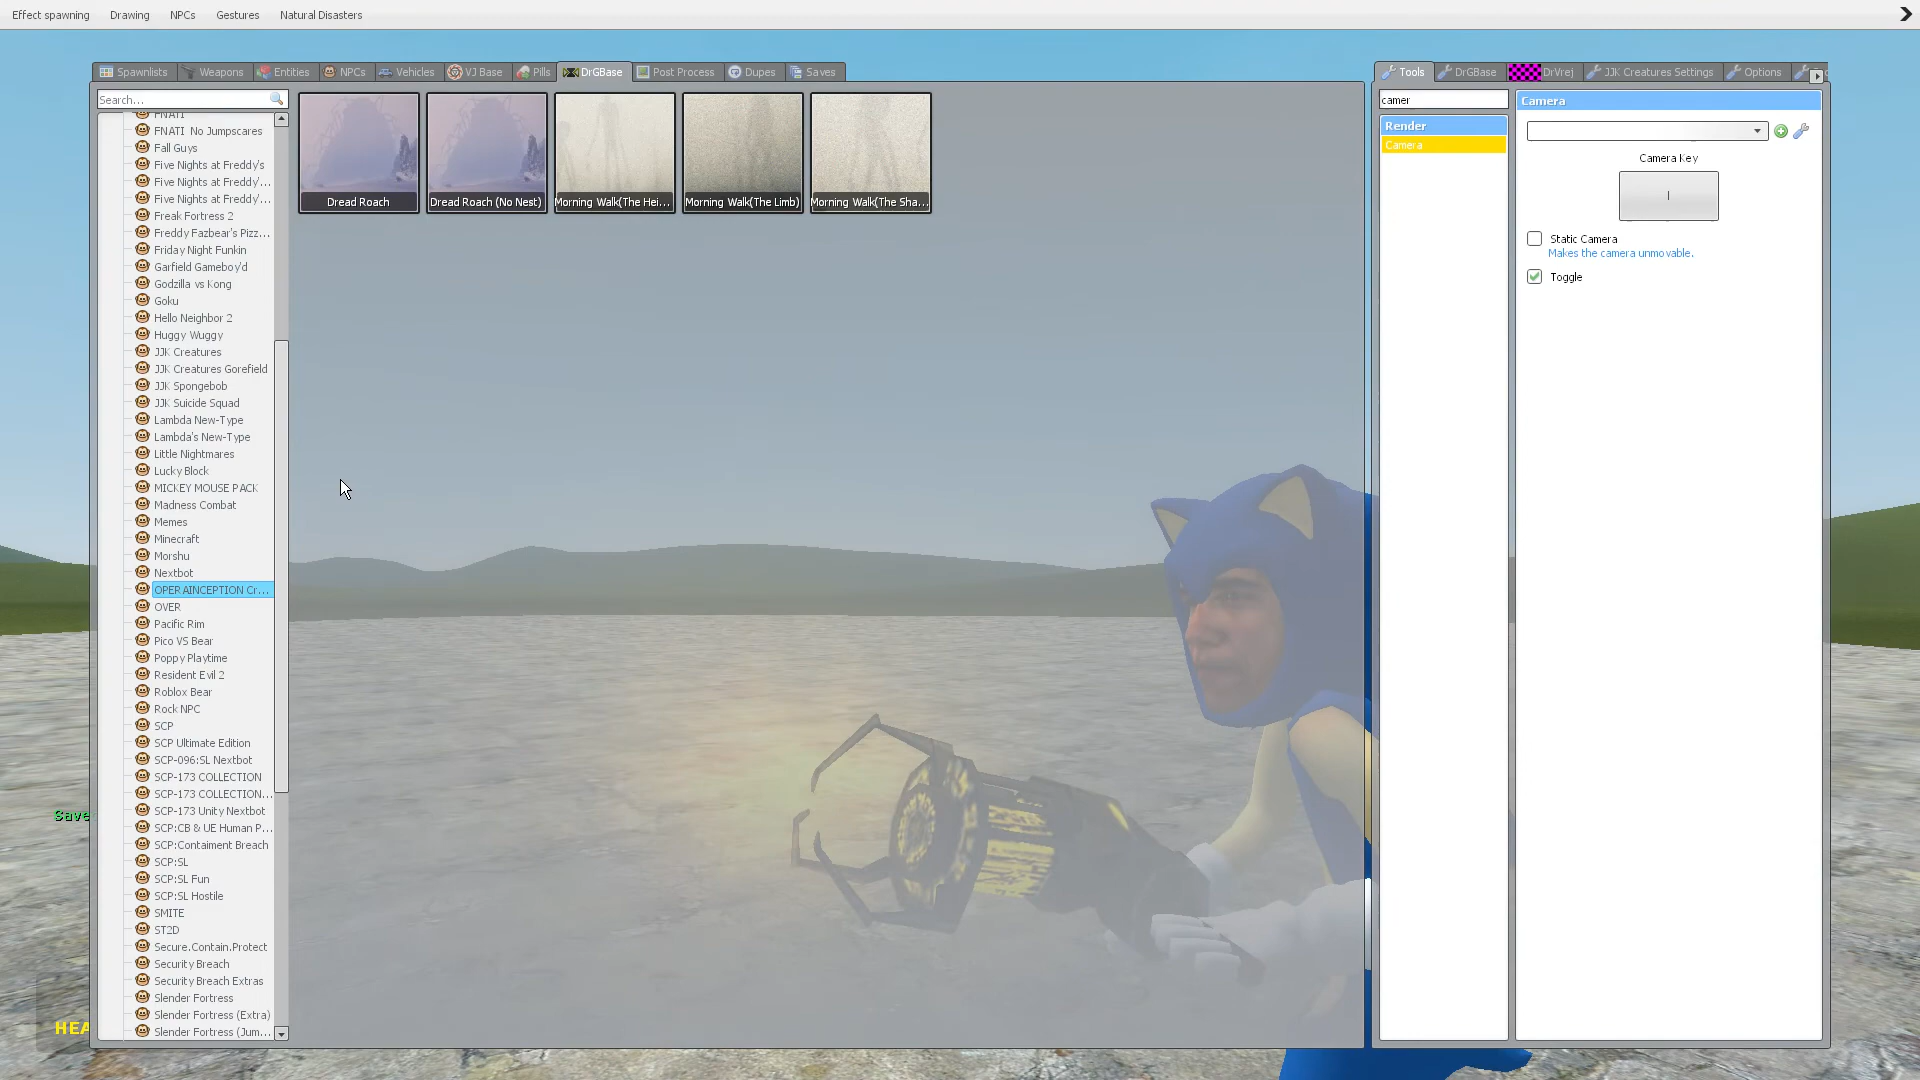 Effect spawning
Drawing
NPCs
Gestures
Natural Disasters
Spawnlists
Weapons
Entities
NPCs
Vehicles
VJ Base
Pills
DrGBase
Post Process
Dupes
Saves
Search...
FNATI
FNATI No Jumpscares
Fall Guys
Five Nights at Freddy's
Five Nights at Freddy'...
Five Nights at Freddy'...
Freak Fortress 2
Freddy Fazbear's Pizz...
Friday Night Funkin
Garfield Gameboy'd
Godzilla vs Kong
Goku
Hello Neighbor 2
Huggy Wuggy
JJK Creatures
JJK Creatures Gorefield
JJK Spongebob
JJK Suicide Squad
Lambda New-Type
Lambda's New-Type
Little Nightmares
Lucky Block
MICKEY MOUSE PACK
Madness Combat
Memes
Minecraft
Morshu
Nextbot
OPERAINCEPTION Cr...
OVER
Pacific Rim
Pico VS Bear
Poppy Playtime
Resident Evil 2
Roblox Bear
Rock NPC
SCP
SCP Ultimate Edition
SCP-096:SL Nextbot
SCP-173 COLLECTION
SCP-173 COLLECTION...
SCP-173 Unity Nextbot
SCP:CB & UE Human P...
SCP:Contaiment Breach
SCP:SL
SCP:SL Fun
SCP:SL Hostile
SMITE
ST2D
Secure.Contain.Protect
Security Breach
Security Breach Extras
Slender Fortress
Slender Fortress (Extra)
Slender Fortress (Jum...
Dread Roach
Dread Roach (No Nest)
Morning Walk(The Hei...
Morning Walk(The Limb)
Morning Walk(The Sha...
Save
HEA
Tools
DrGBase
DrVrej
JJK Creatures Settings
Options
camer
Render
Camera
Camera
Camera Key
I
Static Camera
Makes the camera unmovable.
Toggle